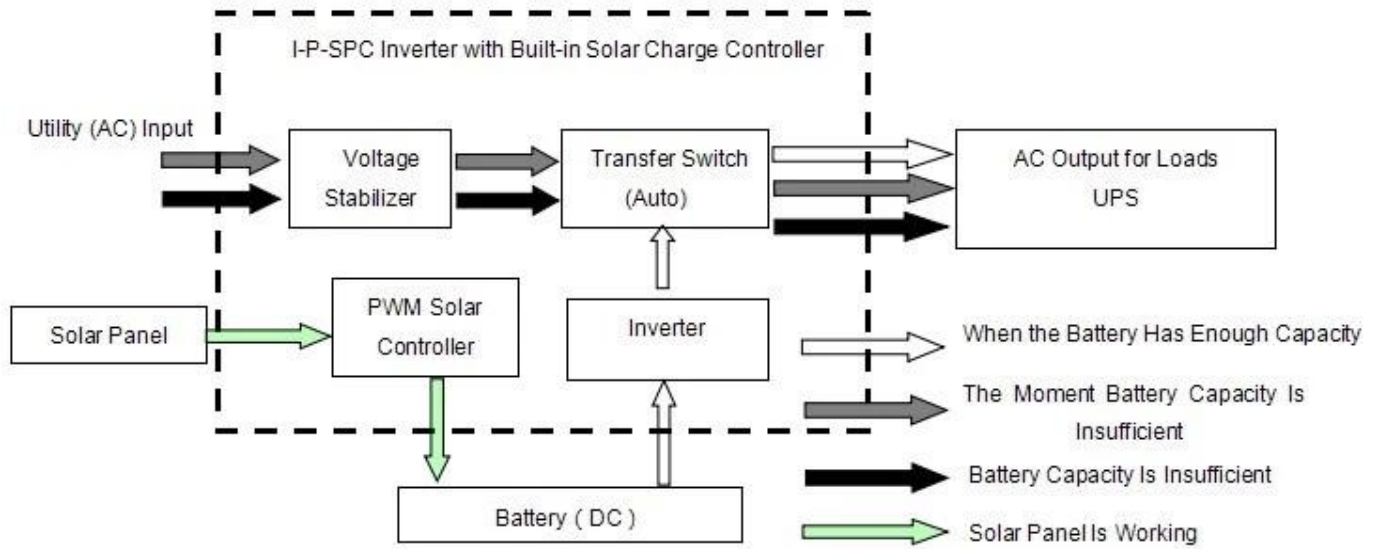 I-P-SPC Inverter with Built-in Solar Charge Controller
Utility (AC) Input
Voltage
Stabilizer
Transfer Switch
(Auto)
AC Output for Loads
UPS
Solar Panel
PWM Solar
Controller
Inverter
Battery ( DC )
When the Battery Has Enough Capacity
The Moment Battery Capacity Is
Insufficient
Battery Capacity Is Insufficient
Solar Panel Is Working